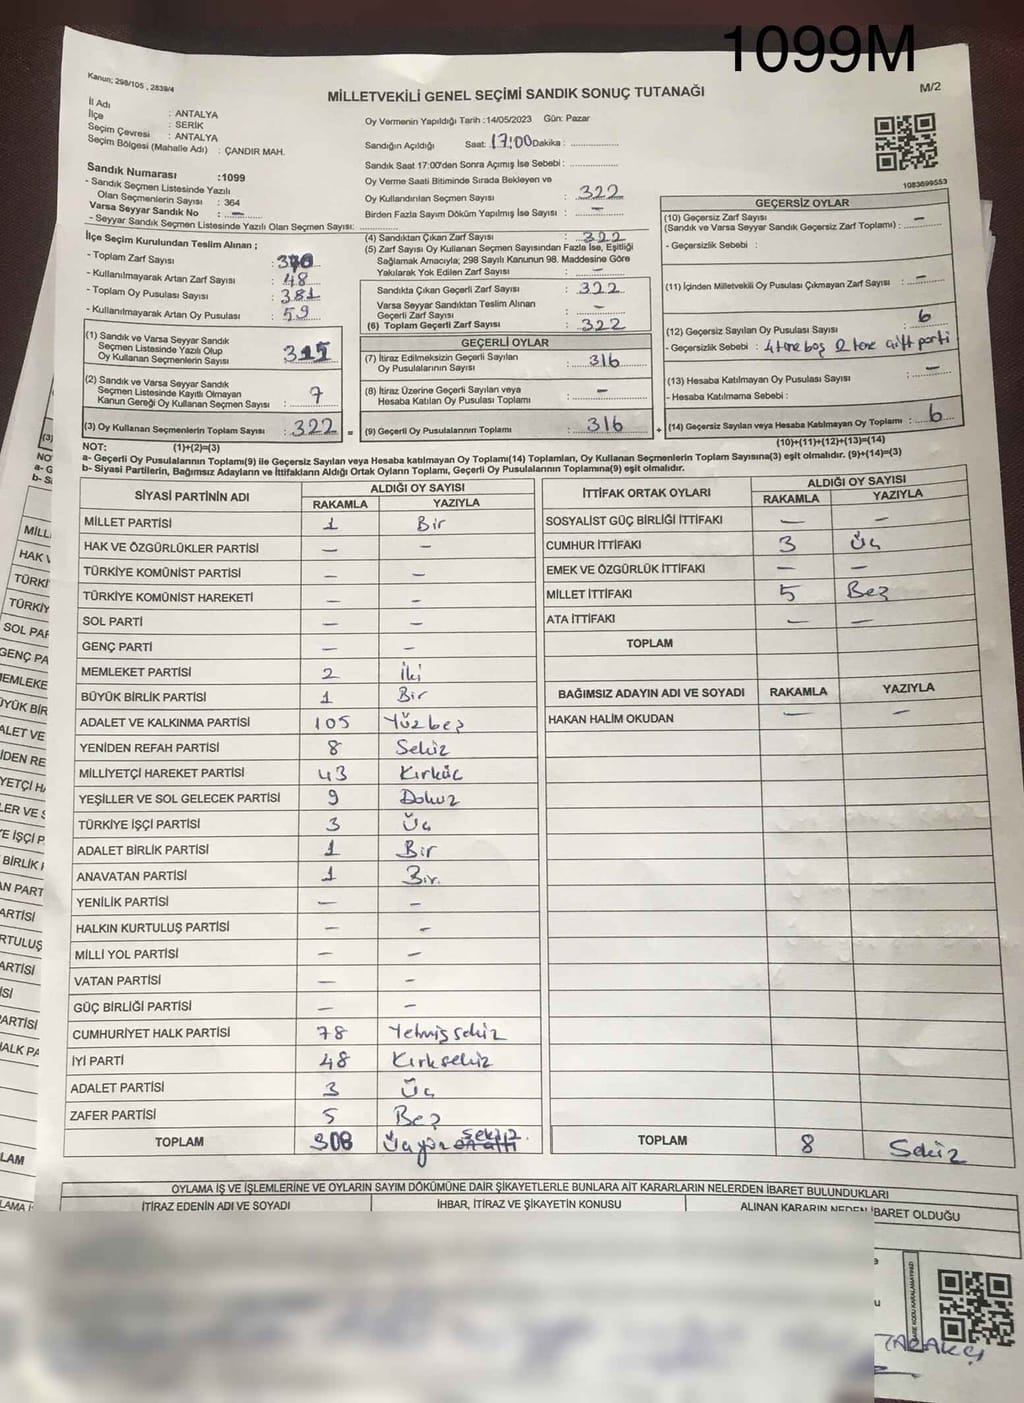 1099M
Kanun; 298/105 , 2839/4
M/2
MİLLETVEKİLİ GENEL SEÇİMİ SANDIK SONUÇ TUTANAĞI
İl Adı : ANTALYA
İlçe : SERİK
Seçim Çevresi : ANTALYA
Seçim Bölgesi (Mahalle Adı) : ÇANDIR MAH.
Sandık Numarası :1099
- Sandık Seçmen Listesinde Yazılı
Olan Seçmenlerin Sayısı : 364
Varsa Seyyar Sandık No : —
- Seyyar Sandık Seçmen Listesinde Yazılı Olan Seçmen Sayısı:
Oy Vermenin Yapıldığı Tarih :14/05/2023 Gün: Pazar
Sandığın Açıldığı Saat: 17:00 Dakika :
Sandık Saat 17:00'den Sonra Açımış İse Sebebi :
Oy Verme Saati Bitiminde Sırada Bekleyen ve
Oy Kullandırılan Seçmen Sayısı : 322
Birden Fazla Sayım Döküm Yapılmış İse Sayısı : —
1083699553
İlçe Seçim Kurulundan Teslim Alınan ;
- Toplam Zarf Sayısı : 370
- Kullanılmayarak Artan Zarf Sayısı : 48
- Toplam Oy Pusulası Sayısı : 381
- Kullanılmayarak Artan Oy Pusulası : 59
(1) Sandık ve Varsa Seyyar Sandık
Seçmen Listesinde Yazılı Olup
Oy Kullanan Seçmenlerin Sayısı : 315
(2) Sandık ve Varsa Seyyar Sandık
Seçmen Listesinde Kayıtlı Olmayan
Kanun Gereği Oy Kullanan Seçmen Sayısı : 7
(3) Oy Kullanan Seçmenlerin Toplam Sayısı : 322 =
(4) Sandıktan Çıkan Zarf Sayısı : 322
(5) Zarf Sayısı Oy Kullanan Seçmen Sayısından Fazla İse, Eşitliği
Sağlamak Amacıyla; 298 Sayılı Kanunun 98. Maddesine Göre
Yakılarak Yok Edilen Zarf Sayısı : —
Sandıkta Çıkan Geçerli Zarf Sayısı : 322
Varsa Seyyar Sandıktan Teslim Alınan
Geçerli Zarf Sayısı : —
(6) Toplam Geçerli Zarf Sayısı : 322
GEÇERLİ OYLAR
(7) İtiraz Edilmeksizin Geçerli Sayılan
Oy Pusulalarının Sayısı : 316
(8) İtiraz Üzerine Geçerli Sayılan veya
Hesaba Katılan Oy Pusulası Toplamı : —
(9) Geçerli Oy Pusulalarının Toplamı : 316 +
GEÇERSİZ OYLAR
(10) Geçersiz Zarf Sayısı
(Sandık ve Varsa Seyyar Sandık Geçersiz Zarf Toplamı) : —
- Geçersizlik Sebebi :
(11) İçinden Milletvekili Oy Pusulası Çıkmayan Zarf Sayısı : —
(12) Geçersiz Sayılan Oy Pusulası Sayısı : 6
- Geçersizlik Sebebi : 4 tane boş 2 tane çift parti
(13) Hesaba Katılmayan Oy Pusulası Sayısı : —
- Hesaba Katılmama Sebebi :
(14) Geçersiz Sayılan veya Hesaba Katılmayan Oy Toplamı : 6
(10)+(11)+(12)+(13)=(14)
NOT: (1)+(2)=(3)
a- Geçerli Oy Pusulalarının Toplamı(9) ile Geçersiz Sayılan veya Hesaba katılmayan Oy Toplamı(14) Toplamları, Oy Kullanan Seçmenlerin Toplam Sayısına(3) eşit olmalıdır. (9)+(14)=(3)
b- Siyasi Partilerin, Bağımsız Adayların ve İttifakların Aldığı Ortak Oyların Toplamı, Geçerli Oy Pusulalarının Toplamına(9) eşit olmalıdır.
SİYASİ PARTİNİN ADI ALDIĞI OY SAYISI
RAKAMLA YAZIYLA
MİLLET PARTİSİ 1 Bir
HAK VE ÖZGÜRLÜKLER PARTİSİ — —
TÜRKİYE KOMÜNİST PARTİSİ — —
TÜRKİYE KOMÜNİST HAREKETİ — —
SOL PARTİ — —
GENÇ PARTİ — —
MEMLEKET PARTİSİ 2 İki
BÜYÜK BİRLİK PARTİSİ 1 Bir
ADALET VE KALKINMA PARTİSİ 105 Yüzbeş
YENİDEN REFAH PARTİSİ 8 Sekiz
MİLLİYETÇİ HAREKET PARTİSİ 43 Kırküç
YEŞİLLER VE SOL GELECEK PARTİSİ 9 Dokuz
TÜRKİYE İŞÇİ PARTİSİ 3 Üç
ADALET BİRLİK PARTİSİ 1 Bir
ANAVATAN PARTİSİ 1 Bir.
YENİLİK PARTİSİ — —
HALKIN KURTULUŞ PARTİSİ — —
MİLLİ YOL PARTİSİ — —
VATAN PARTİSİ — —
GÜÇ BİRLİĞİ PARTİSİ — —
CUMHURİYET HALK PARTİSİ 78 Yetmişsekiz
İYİ PARTİ 48 Kırksekiz
ADALET PARTİSİ 3 Üç
ZAFER PARTİSİ 5 Beş
TOPLAM 308 Üçyüz sekiz
İTTİFAK ORTAK OYLARI ALDIĞI OY SAYISI
RAKAMLA YAZIYLA
SOSYALİST GÜÇ BİRLİĞİ İTTİFAKI — —
CUMHUR İTTİFAKI 3 Üç
EMEK VE ÖZGÜRLÜK İTTİFAKI — —
MİLLET İTTİFAKI 5 Beş
ATA İTTİFAKI — —
TOPLAM
BAĞIMSIZ ADAYIN ADI VE SOYADI RAKAMLA YAZIYLA
HAKAN HALİM OKUDAN — —
TOPLAM 8 Sekiz
OYLAMA İŞ VE İŞLEMLERİNE VE OYLARIN SAYIM DÖKÜMÜNE DAİR ŞİKAYETLERLE BUNLARA AİT KARARLARIN NELERDEN İBARET BULUNDUKLARI
İTİRAZ EDENİN ADI VE SOYADI İHBAR, İTİRAZ VE ŞİKAYETİN KONUSU ALINAN KARARIN NEDEN İBARET OLDUĞU